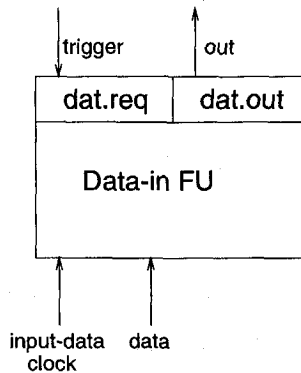 trigger out
dat.req dat.out
Data-in FU
input-data data
clock